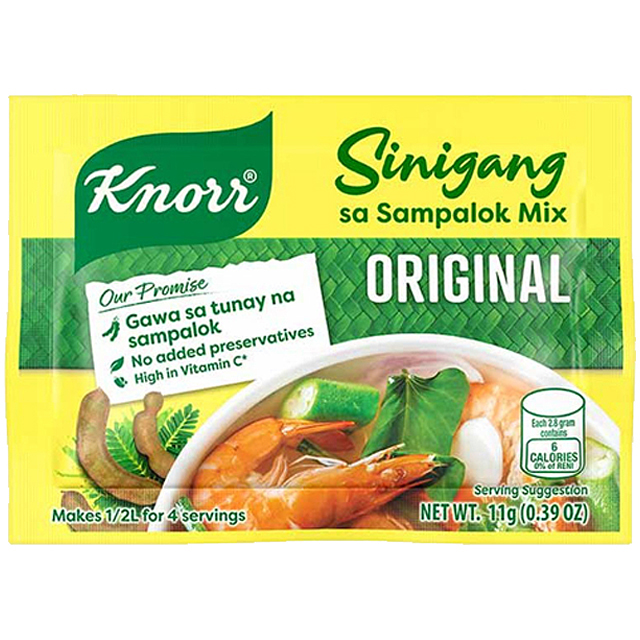 Knorr®
Sinigang
sa Sampalok Mix
ORIGINAL
Our Promise
Gawa sa tunay na
sampalok
No added preservatives
High in Vitamin C*
Each 2.8 gram
contains
6
CALORIES
0% of RENI
Serving Suggestion
Makes 1/2L for 4 servings
NET WT. 11g (0.39 OZ)